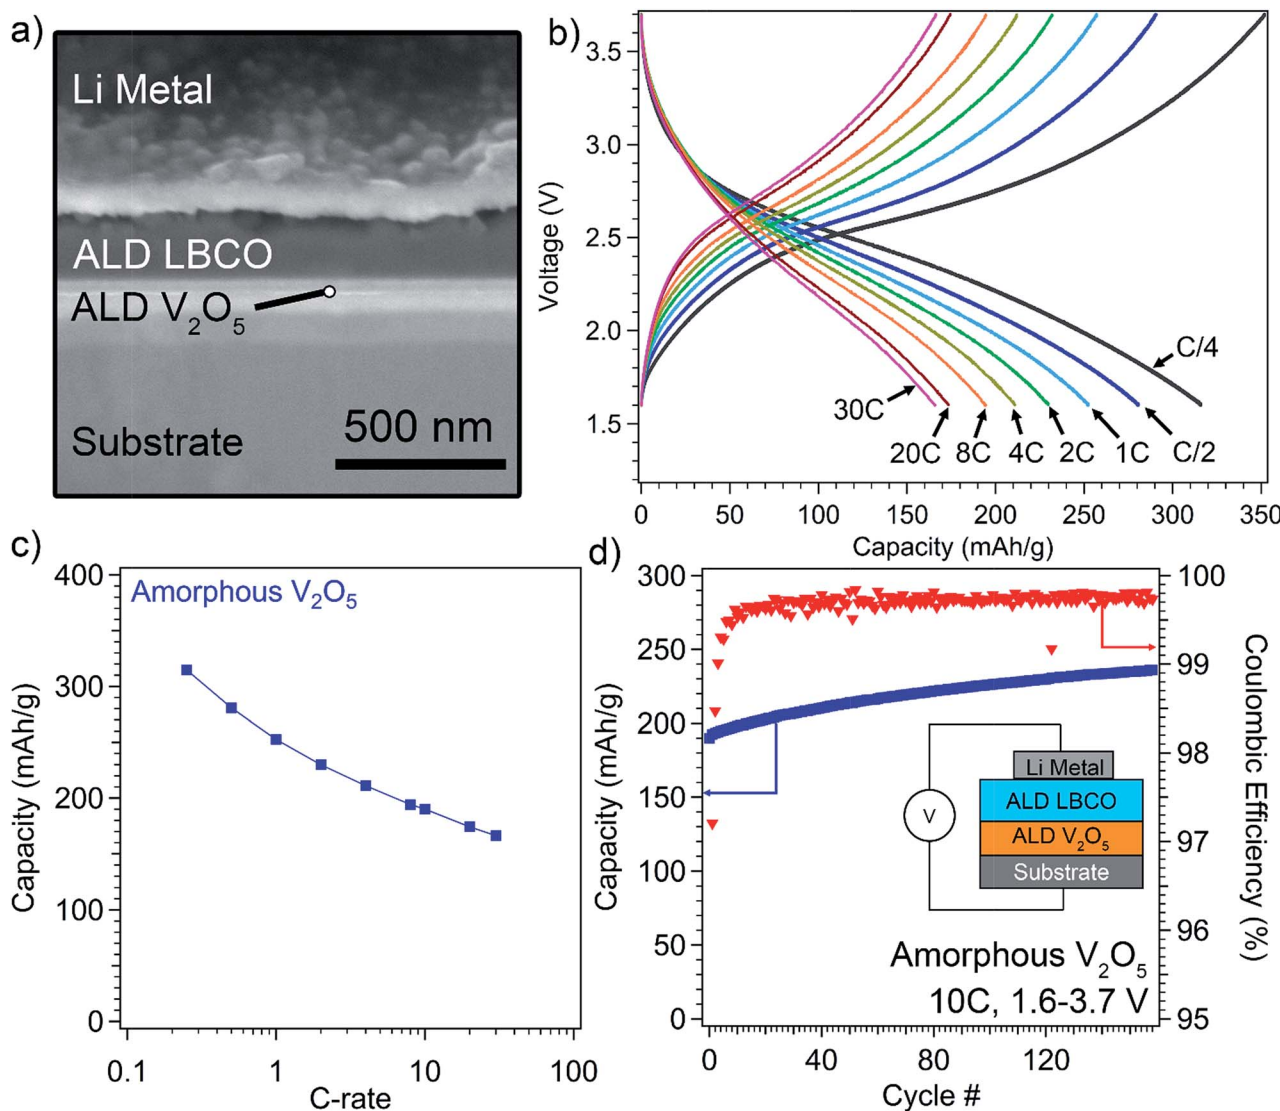 a)
Li Metal
ALD LBCO
ALD V₂O₅
Substrate
500 nm
b)
3.5
3.0
2.5
2.0
1.5
Voltage (V)
C/4
30C
20C
8C
4C
2C
1C
C/2
0
50
100
150
200
250
300
350
Capacity (mAh/g)
c)
Amorphous V₂O₅
400
300
200
100
0
Capacity (mAh/g)
0.1
1
10
100
C-rate
d)
300
250
200
150
100
50
0
Capacity (mAh/g)
100
99
98
97
96
95
Coulombic Efficiency (%)
V
Li Metal
ALD LBCO
ALD V₂O₅
Substrate
Amorphous V₂O₅
10C, 1.6-3.7 V
0
40
80
120
Cycle #